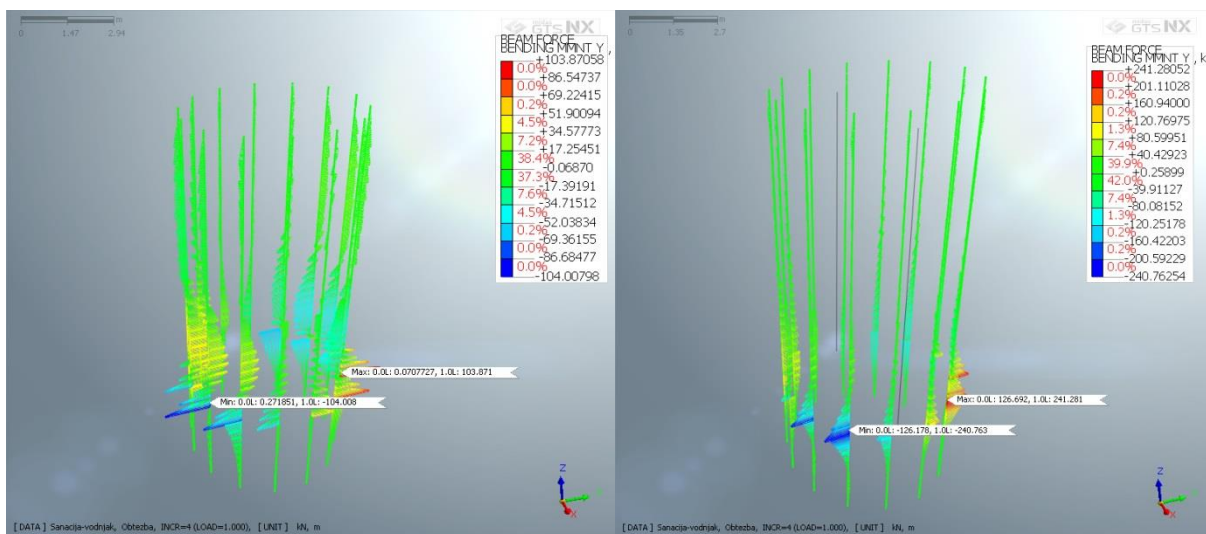 0 1.47 2.94 m
GTS NX
BEAM FORCE
BENDING MMNT Y ,
+103.87058
0.0%
+86.54737
0.0%
+69.22415
0.2%
+51.90094
4.5%
+34.57773
7.2%
+17.25451
38.4%
-0.06870
37.3%
-17.39191
7.6%
-34.71512
4.5%
-52.03834
0.2%
-69.36155
0.0%
-86.68477
0.0%
-104.00798
Max: 0.0L: 0.0707727, 1.0L: 103.871
Min: 0.0L: 0.271851, 1.0L: -104.008
Z
X
[ DATA ] Sanacija-vodnjak, Obtezba, INCR=4 (LOAD=1.000), [ UNIT ] kN, m
0 1.35 2.7 m
GTS NX
BEAM FORCE
BENDING MMNT Y , k
+241.28052
0.0%
+201.11028
0.2%
+160.94000
0.2%
+120.76975
1.3%
+80.59951
7.4%
+40.42923
39.9%
+0.25899
42.0%
-39.91127
7.4%
-80.08152
1.3%
-120.25178
0.2%
-160.42203
0.2%
-200.59229
0.0%
-240.76254
Max: 0.0L: 126.692, 1.0L: 241.281
Min: 0.0L: -126.178, 1.0L: -240.763
Z
X
[ DATA ] Sanacija-vodnjak, Obtezba, INCR=4 (LOAD=1.000), [ UNIT ] kN, m